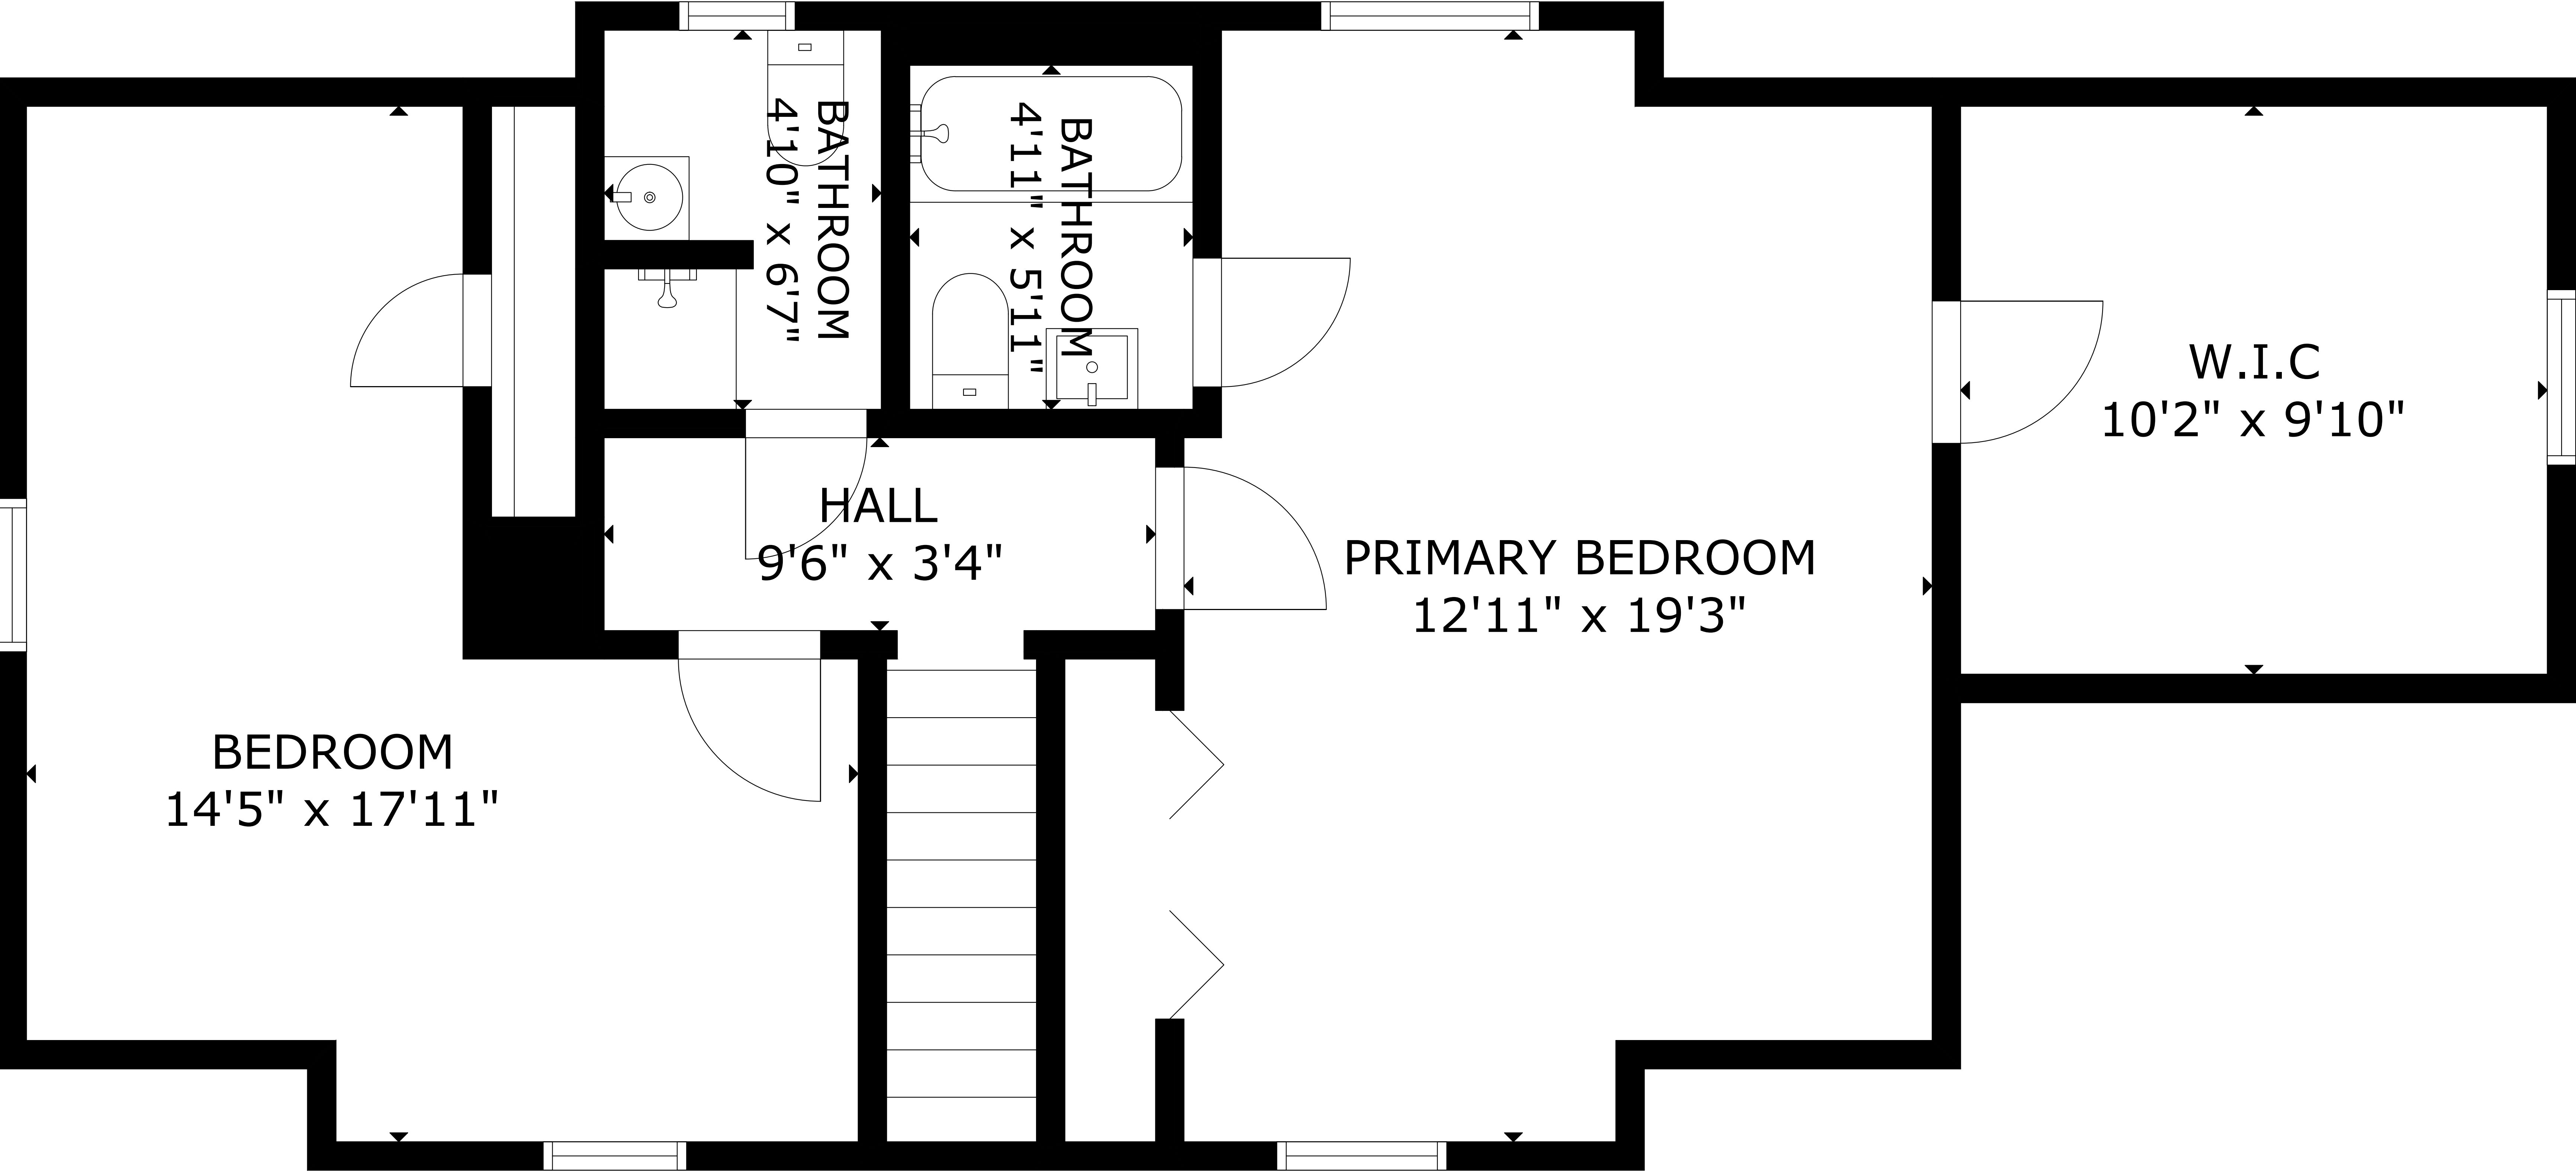 BATHROOM
4'10" x 6'7"
BATHROOM
4'11" x 5'11"
W.I.C
10'2" x 9'10"
HALL
9'6" x 3'4"
PRIMARY BEDROOM
12'11" x 19'3"
BEDROOM
14'5" x 17'11"